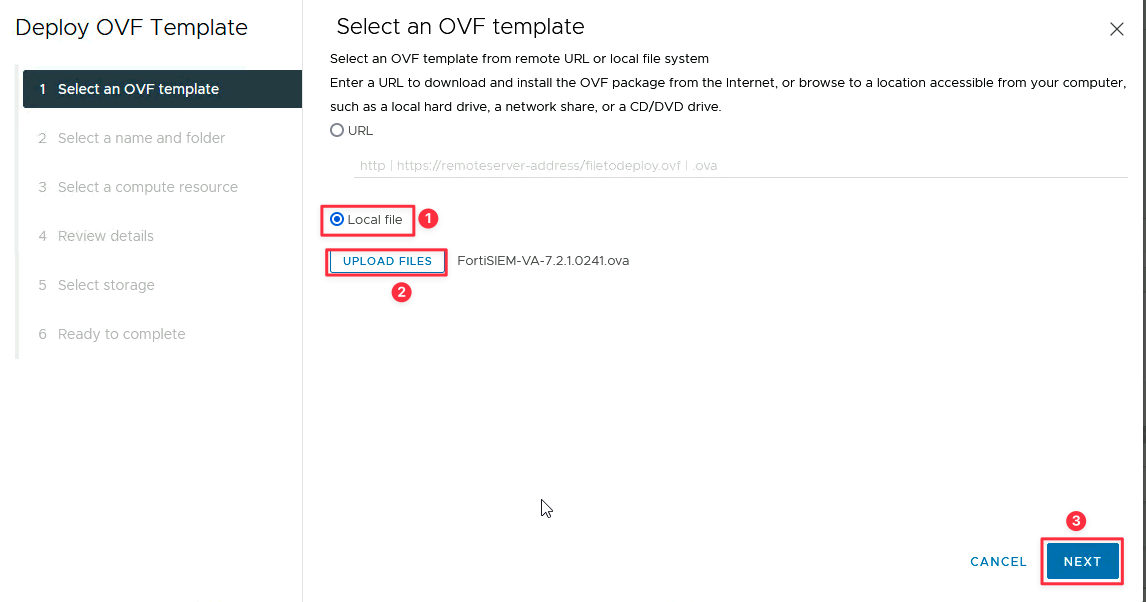 Deploy OVF Template
1 Select an OVF template
2 Select a name and folder
3 Select a compute resource
4 Review details
5 Select storage
6 Ready to complete
Select an OVF template
Select an OVF template from remote URL or local file system
Enter a URL to download and install the OVF package from the Internet, or browse to a location accessible from your computer,
such as a local hard drive, a network share, or a CD/DVD drive.
URL
http | https://remoteserver-address/filetodeploy.ovf | .ova
Local file 1
UPLOAD FILES FortiSIEM-VA-7.2.1.0241.ova
2
3
CANCEL NEXT